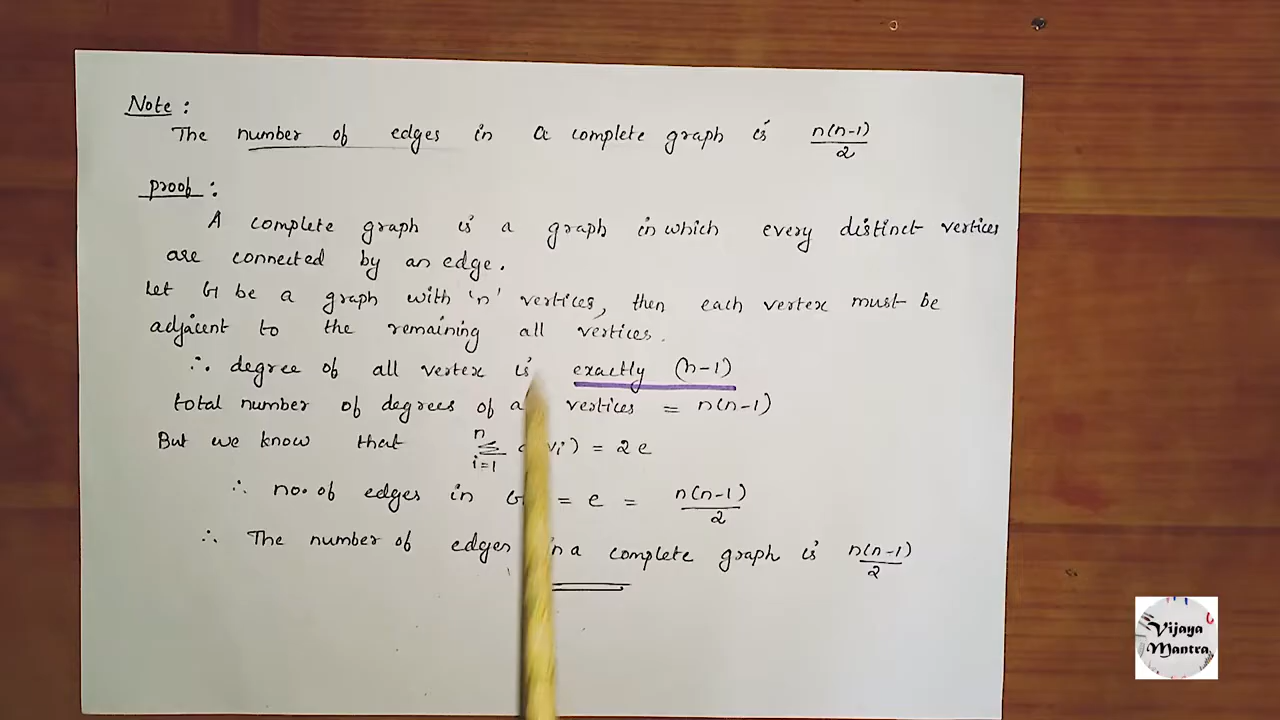 Note :
The number of edges in a complete graph is n(n-1)/2
proof :
A complete graph is a graph in which every distinct vertices
are connected by an edge.
Let G be a graph with 'n' vertices, then each vertex must be
adjacent to the remaining all vertices.
∴ degree of all vertex is exactly (n-1)
total number of degrees of vertices = n(n-1)
But we know that n Σ i=1 vi) = 2e
∴ no. of edges in G = e = n(n-1)/2
∴ The number of edges in a complete graph is n(n-1)/2
Vijaya
Mantra